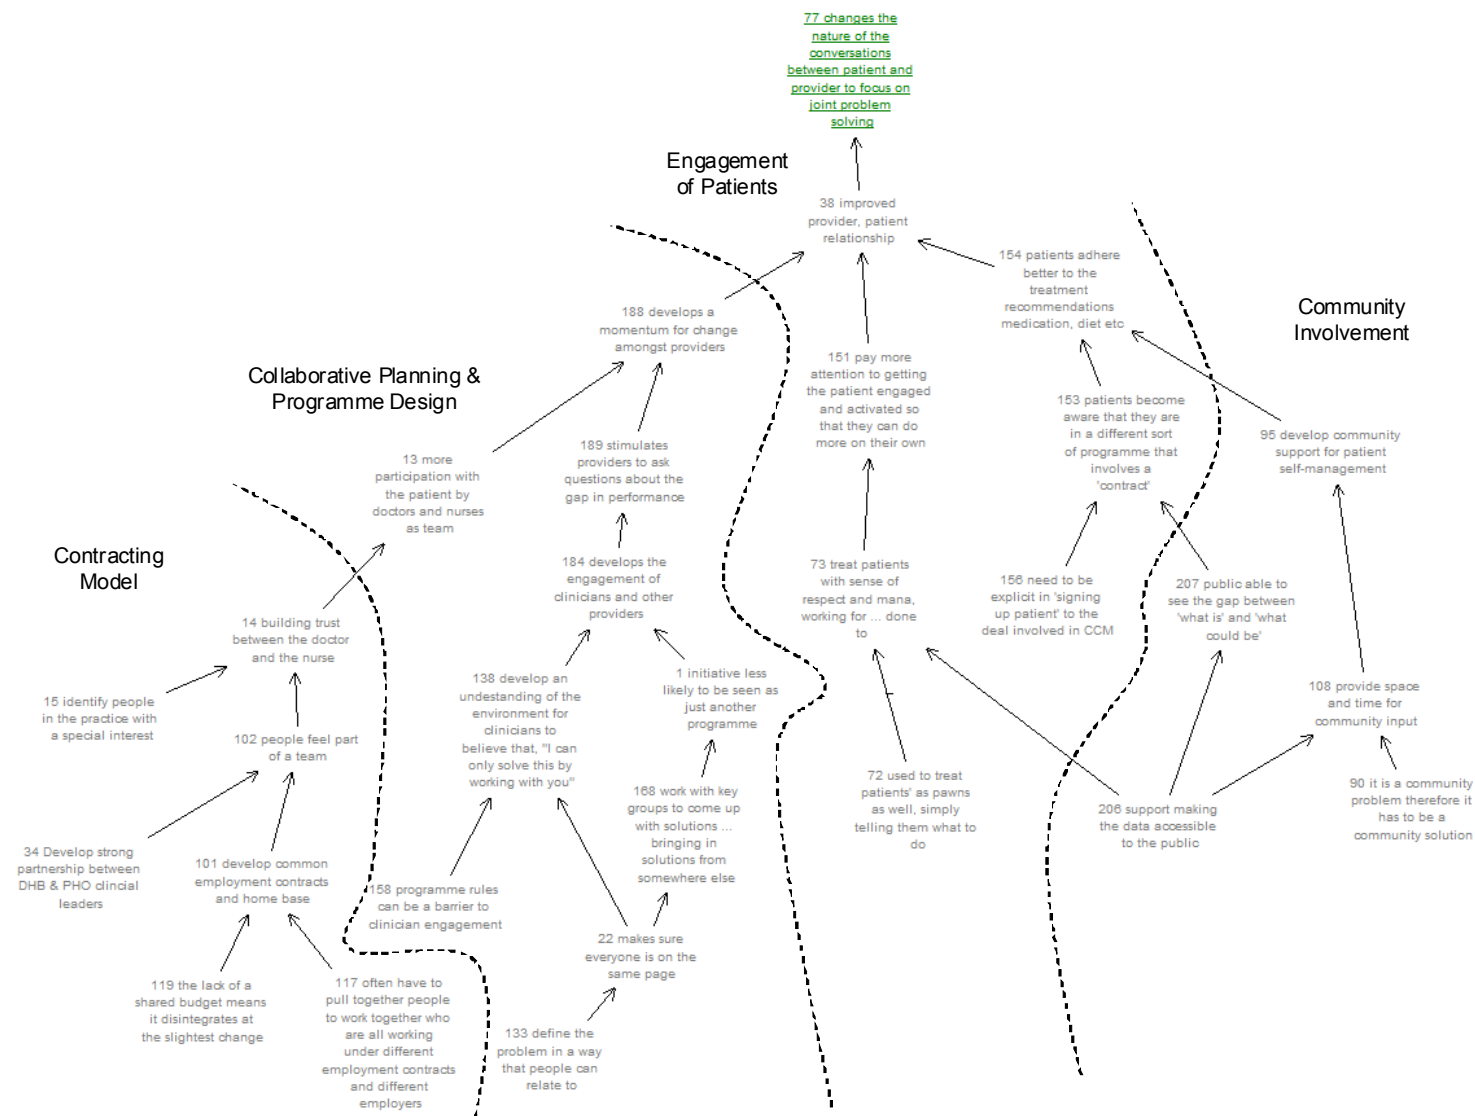 77 changes the
nature of the
conversations
between patient and
provider to focus on
joint problem
solving
Engagement
of Patients
38 improved
provider, patient
relationship
154 patients adhere
better to the
treatment
recommendations
medication, diet etc
Community
Involvement
188 develops a
momentum for change
amongst providers
151 pay more
attention to getting
the patient engaged
and activated so
that they can do
more on their own
Collaborative Planning &
Programme Design
153 patients become
aware that they are
in a different sort
of programme that
involves a
'contract'
95 develop community
support for patient
self-management
189 stimulates
providers to ask
questions about the
gap in performance
13 more
participation with
the patient by
doctors and nurses
as team
Contracting
Model
184 develops the
engagement of
clinicians and other
providers
73 treat patients
with sense of
respect and mana,
working for ... done
to
156 need to be
explicit in 'signing
up patient' to the
deal involved in CCM
207 public able to
see the gap between
'what is' and 'what
could be'
14 building trust
between the doctor
and the nurse
138 develop an
undestanding of the
environment for
clinicians to
believe that, "I can
only solve this by
working with you"
1 initiative less
likely to be seen as
just another
programme
108 provide space
and time for
community input
15 identify people
in the practice with
a special interest
102 people feel part
of a team
72 used to treat
patients' as pawns
as well, simply
telling them what to
do
206 support making
the data accessible
to the public
90 it is a community
problem therefore it
has to be a
community solution
168 work with key
groups to come up
with solutions ...
bringing in
solutions from
somewhere else
34 Develop strong
partnership between
DHB & PHO clincial
leaders
101 develop common
employment contracts
and home base
158 programme rules
can be a barrier to
clinician engagement
22 makes sure
everyone is on the
same page
119 the lack of a
shared budget means
it disintegrates at
the slightest change
117 often have to
pull together people
to work together who
are all working
under different
employment contracts
and different
employers
133 define the
problem in a way
that people can
relate to